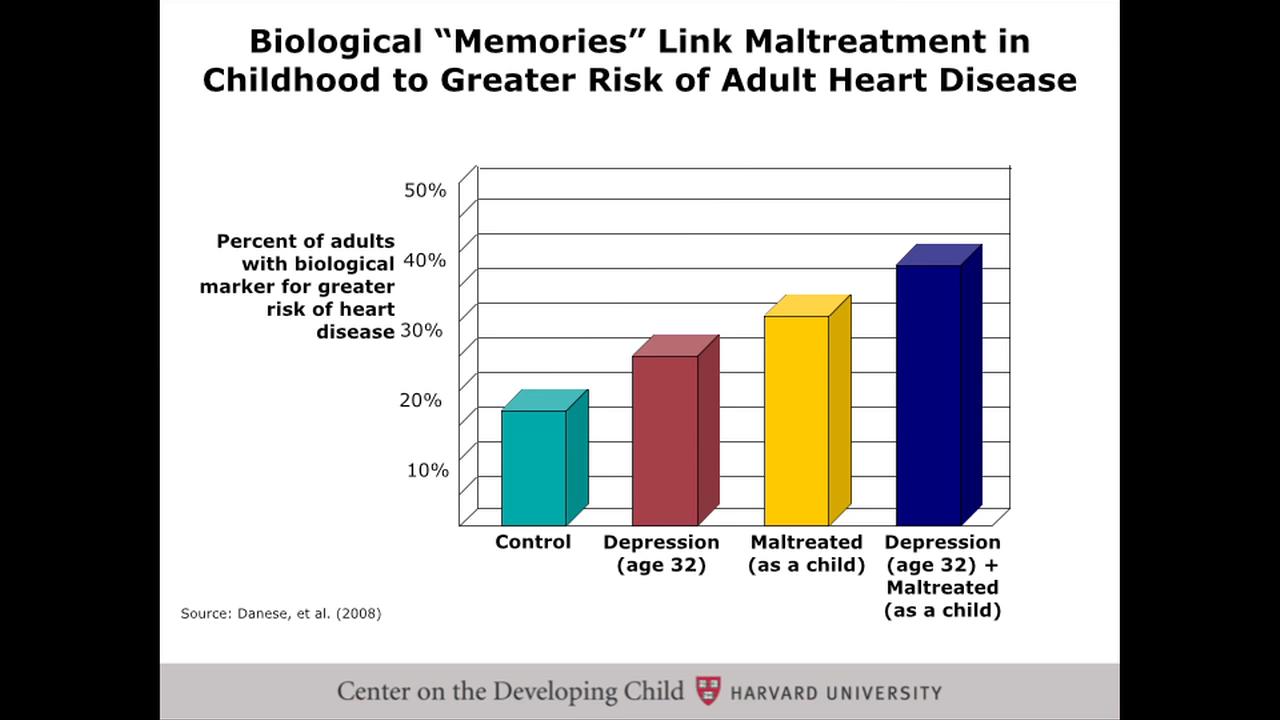 Biological “Memories” Link Maltreatment in
Childhood to Greater Risk of Adult Heart Disease
Percent of adults
with biological
marker for greater
risk of heart
disease
50%
40%
30%
20%
10%
Control
Depression
(age 32)
Maltreated
(as a child)
Depression
(age 32) +
Maltreated
(as a child)
Source: Danese, et al. (2008)
Center on the Developing Child HARVARD UNIVERSITY